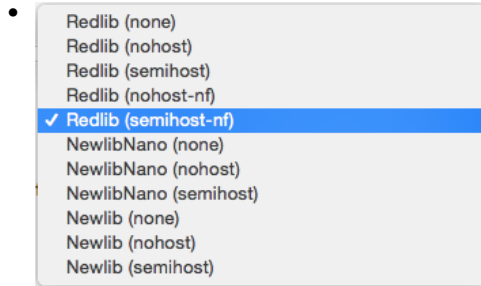 Redlib (none)
Redlib (nohost)
Redlib (semihost)
Redlib (nohost-nf)
✓ Redlib (semihost-nf)
NewlibNano (none)
NewlibNano (nohost)
NewlibNano (semihost)
Newlib (none)
Newlib (nohost)
Newlib (semihost)